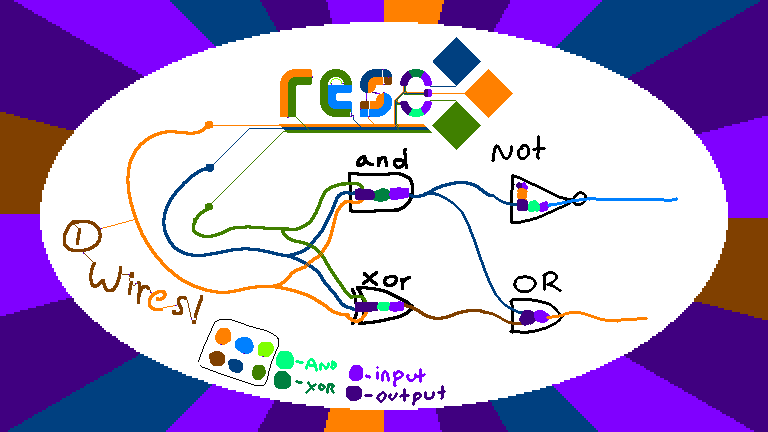 reso
and
Not
1
Wires!
xor
OR
-AND
-XOR
-input
-output